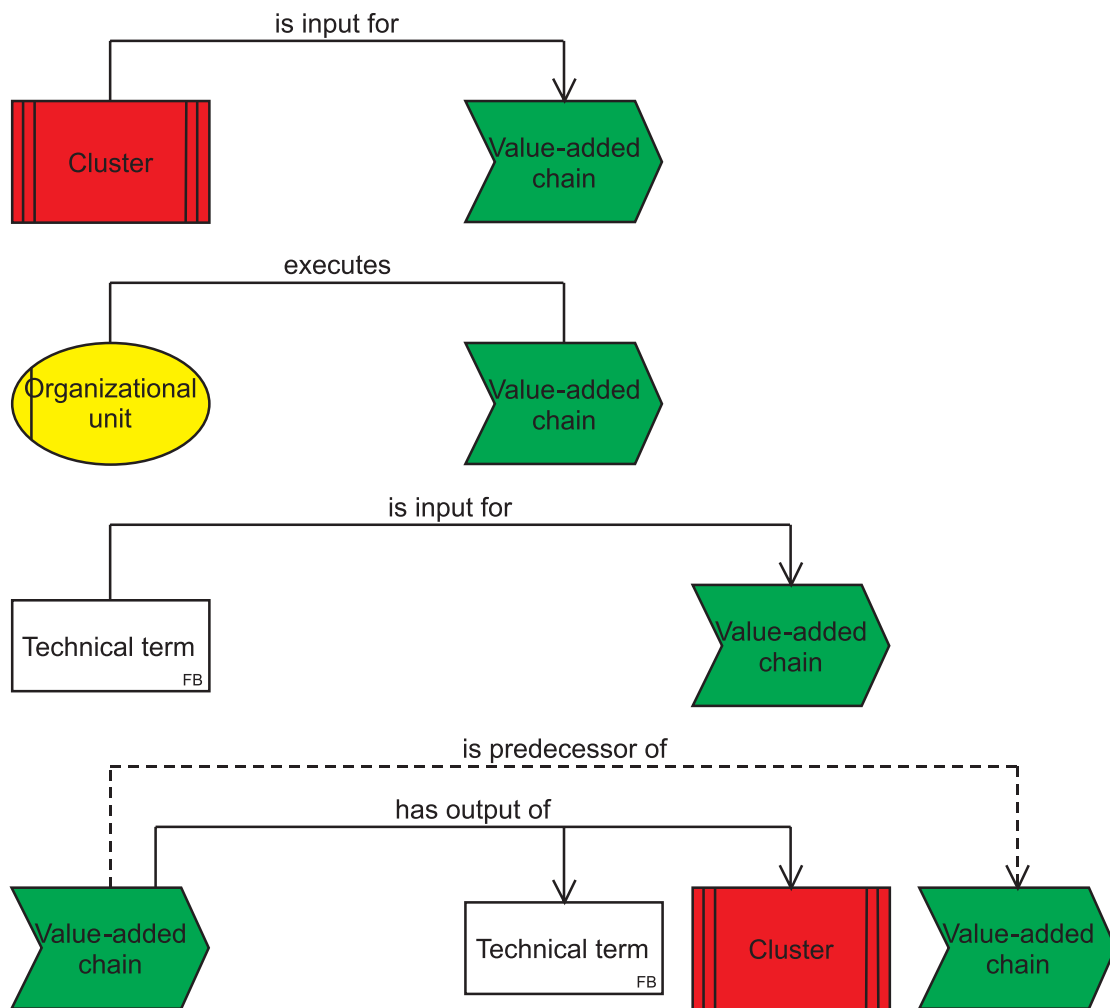 is input for
Cluster
Value-added
chain
executes
Organizational
unit
Value-added
chain
is input for
Technical term
FB
Value-added
chain
is predecessor of
has output of
Value-added
chain
Technical term
FB
Cluster
Value-added
chain